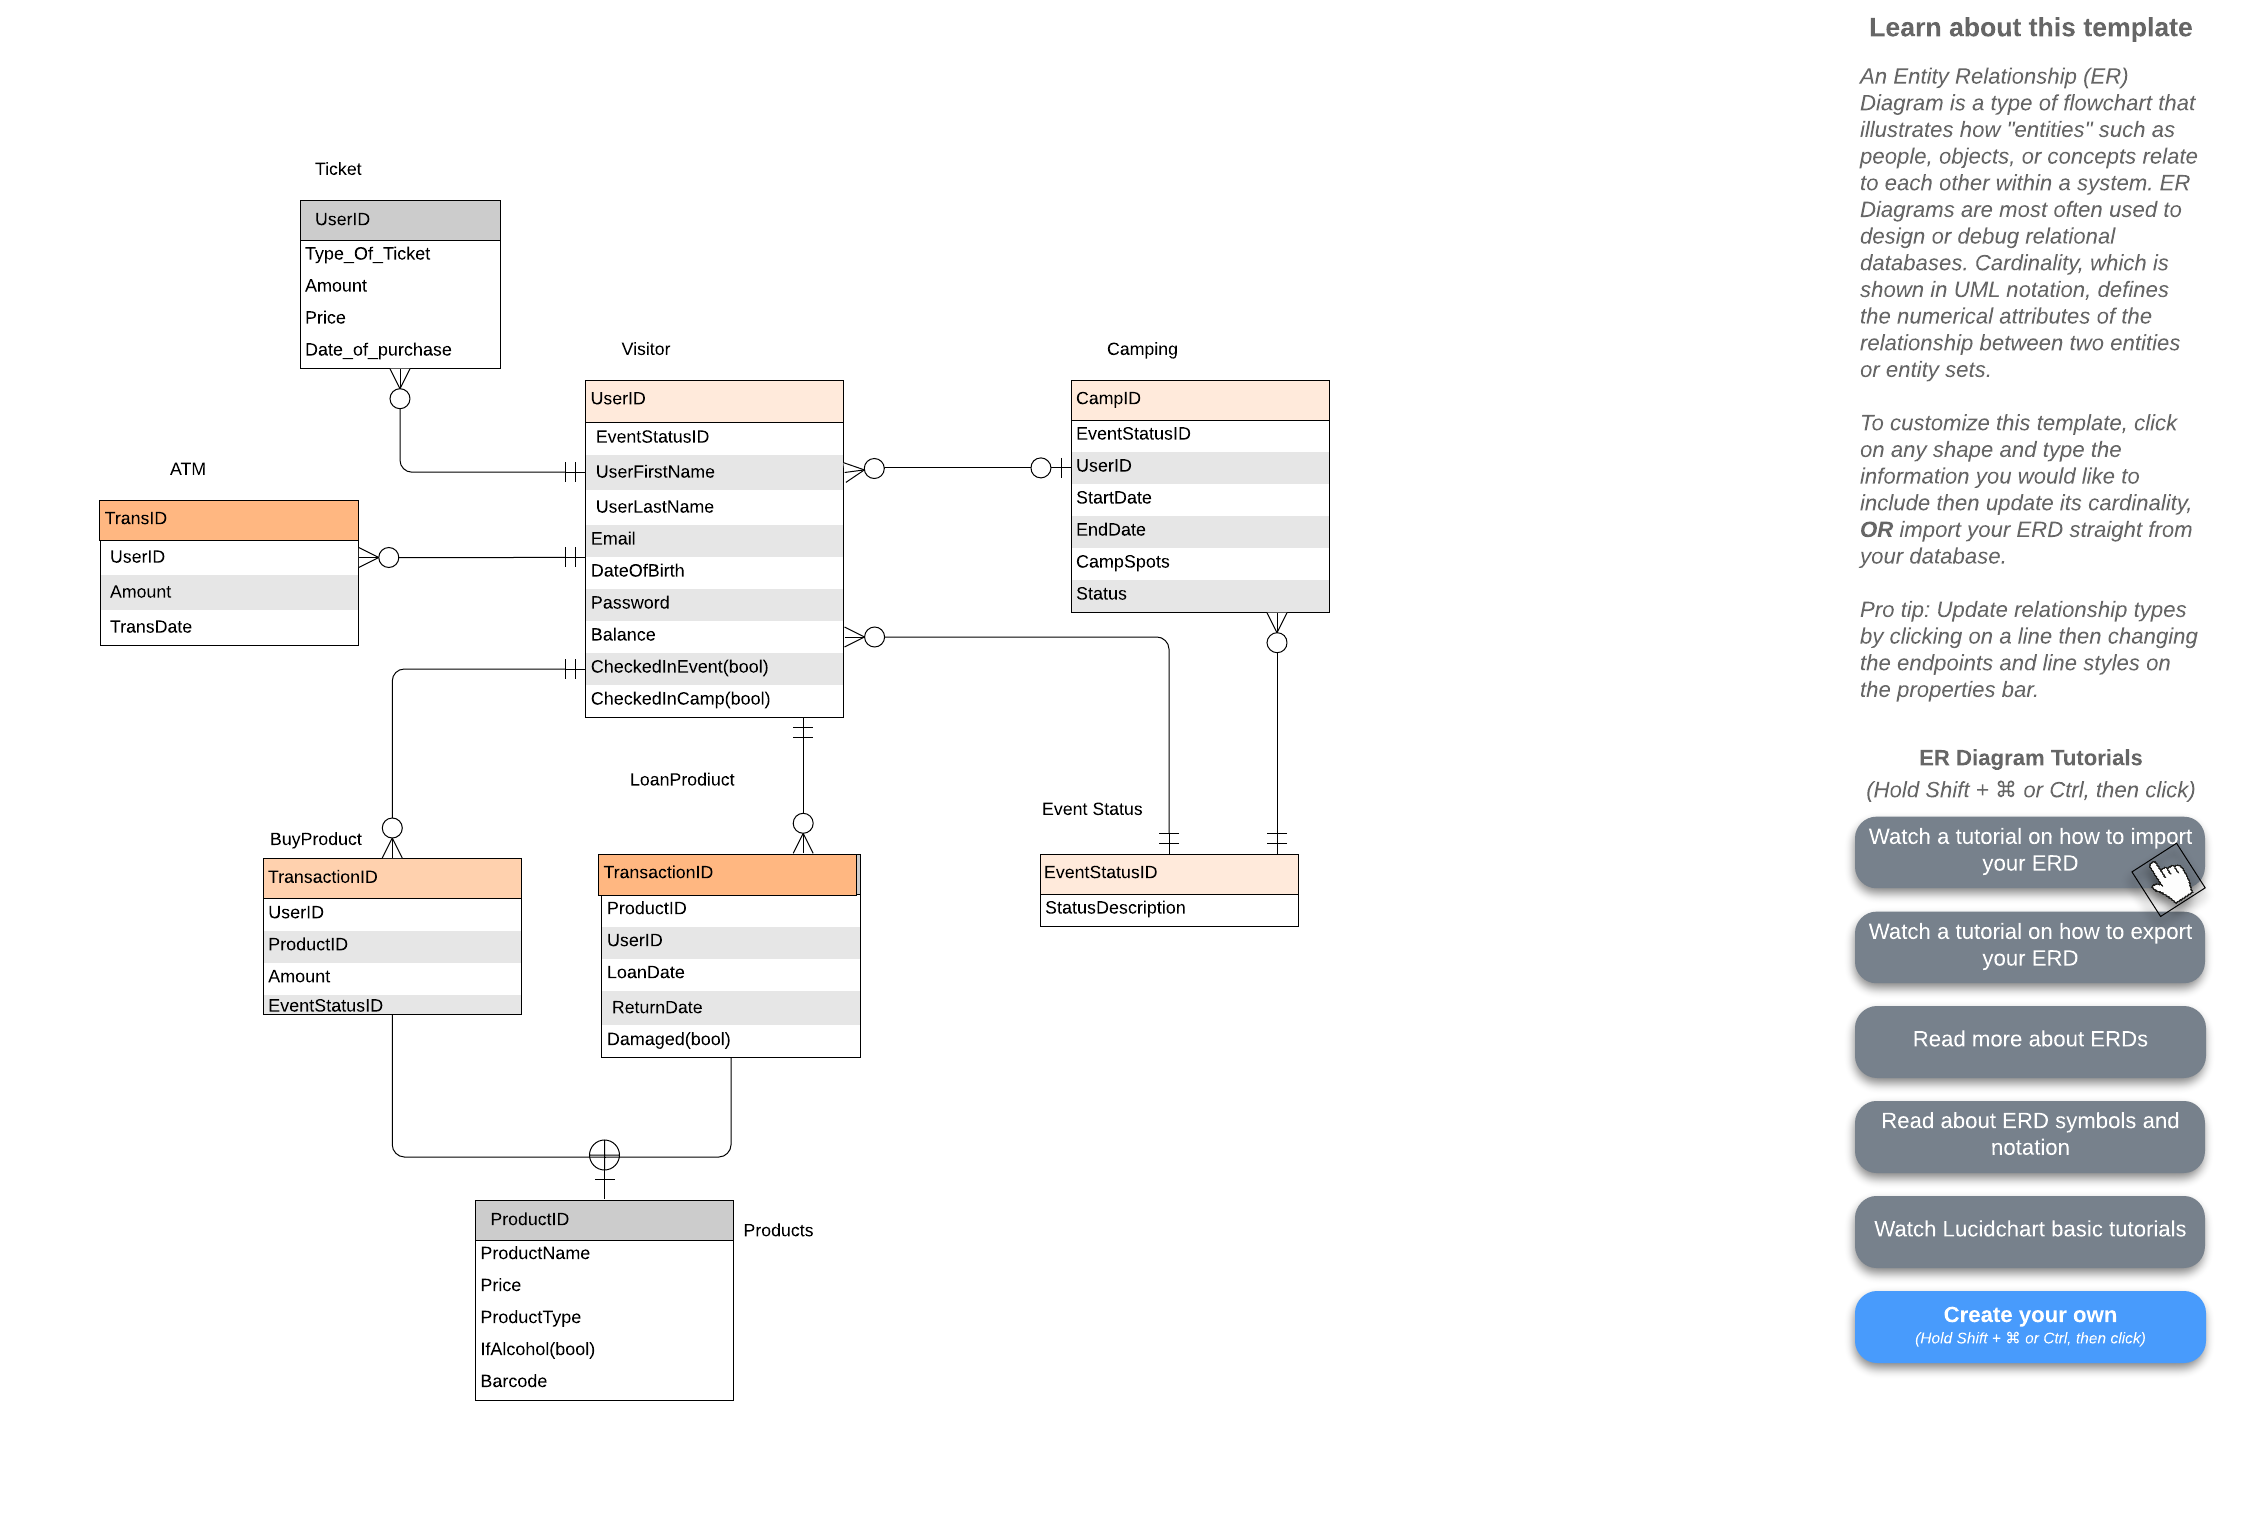 Ticket
UserID
Type_Of_Ticket
Amount
Price
Date_of_purchase
ATM
TransID
UserID
Amount
TransDate
Visitor
UserID
EventStatusID
UserFirstName
UserLastName
Email
DateOfBirth
Password
Balance
CheckedInEvent(bool)
CheckedInCamp(bool)
Camping
CampID
EventStatusID
UserID
StartDate
EndDate
CampSpots
Status
BuyProduct
TransactionID
UserID
ProductID
Amount
EventStatusID
LoanProdiuct
TransactionID
ProductID
UserID
LoanDate
ReturnDate
Damaged(bool)
Event Status
EventStatusID
StatusDescription
Products
ProductID
ProductName
Price
ProductType
IfAlcohol(bool)
Barcode
Learn about this template
An Entity Relationship (ER)
Diagram is a type of flowchart that
illustrates how "entities" such as
people, objects, or concepts relate
to each other within a system. ER
Diagrams are most often used to
design or debug relational
databases. Cardinality, which is
shown in UML notation, defines
the numerical attributes of the
relationship between two entities
or entity sets.
To customize this template, click
on any shape and type the
information you would like to
include then update its cardinality,
OR import your ERD straight from
your database.
Pro tip: Update relationship types
by clicking on a line then changing
the endpoints and line styles on
the properties bar.
ER Diagram Tutorials
(Hold Shift + ⌘ or Ctrl, then click)
Watch a tutorial on how to import
your ERD
Watch a tutorial on how to export
your ERD
Read more about ERDs
Read about ERD symbols and
notation
Watch Lucidchart basic tutorials
Create your own
(Hold Shift + ⌘ or Ctrl, then click)